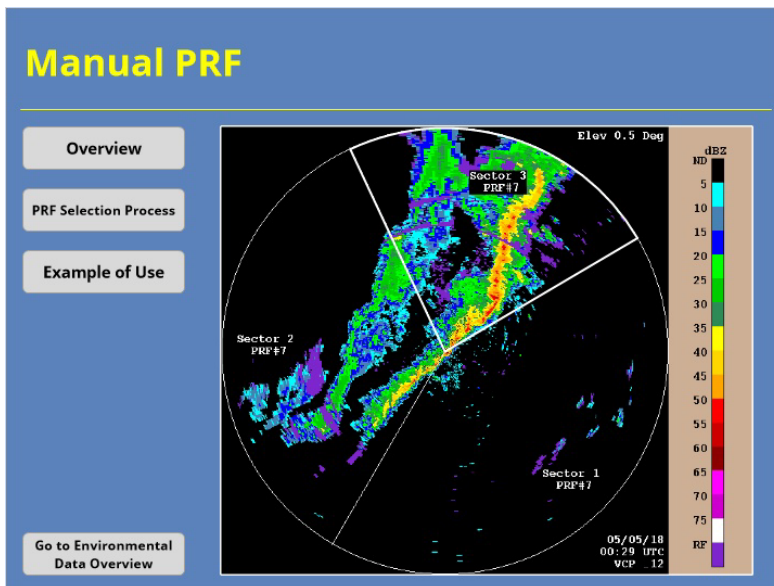 Manual PRF
Overview
PRF Selection Process
Example of Use
Go to Environmental
Data Overview
Elev 0.5 Deg
Sector 3
PRF#7
Sector 2
PRF#7
Sector 1
PRF#7
05/05/18
00:29 UTC
VCP .12
dBZ
ND
5
10
15
20
25
30
35
40
45
50
55
60
65
70
75
RF